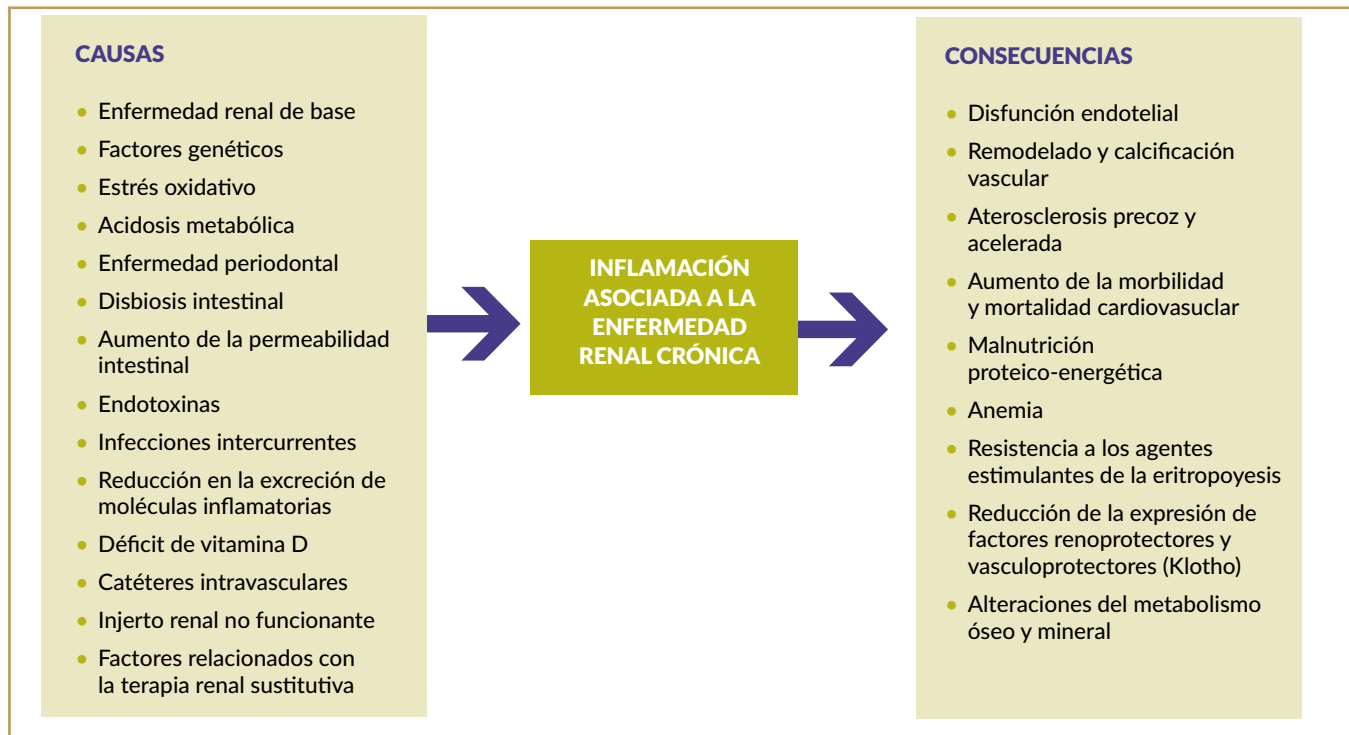 CAUSAS
• Enfermedad renal de base
• Factores genéticos
• Estrés oxidativo
• Acidosis metabólica
• Enfermedad periodontal
• Disbiosis intestinal
• Aumento de la permeabilidad
intestinal
• Endotoxinas
• Infecciones intercurrentes
• Reducción en la excreción de
moléculas inflamatorias
• Déficit de vitamina D
• Catéteres intravasculares
• Injerto renal no funcionante
• Factores relacionados con
la terapia renal sustitutiva
INFLAMACIÓN
ASOCIADA A LA
ENFERMEDAD
RENAL CRÓNICA
CONSECUENCIAS
• Disfunción endotelial
• Remodelado y calcificación
vascular
• Aterosclerosis precoz y
acelerada
• Aumento de la morbilidad
y mortalidad cardiovasuclar
• Malnutrición
proteico-energética
• Anemia
• Resistencia a los agentes
estimulantes de la eritropoyesis
• Reducción de la expresión de
factores renoprotectores y
vasculoprotectores (Klotho)
• Alteraciones del metabolismo
óseo y mineral